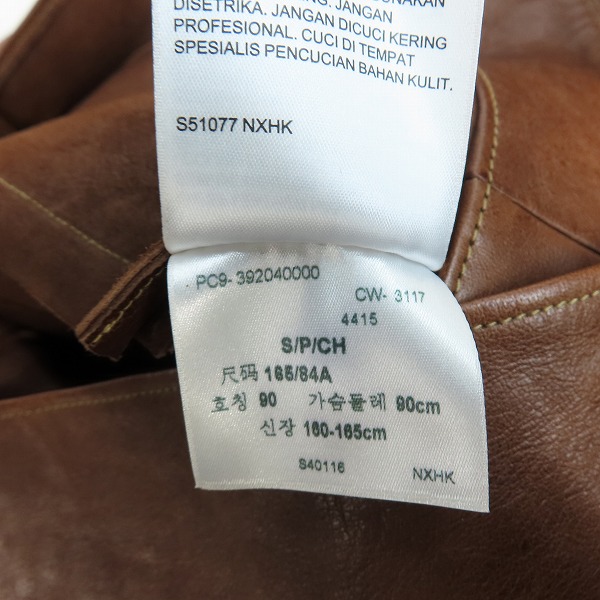 JANGAN
DISETRIKA. JANGAN DICUCI KERING
PROFESIONAL. CUCI DI TEMPAT
SPESIALIS PENCUCIAN BAHAN KULIT.
S51077 NXHK
PC9- 392040000
CW- 3117
4415
S/P/CH
尺码 165/84A
호칭 90 가슴둘레 90cm
신장 160-165cm
S40116 NXHK